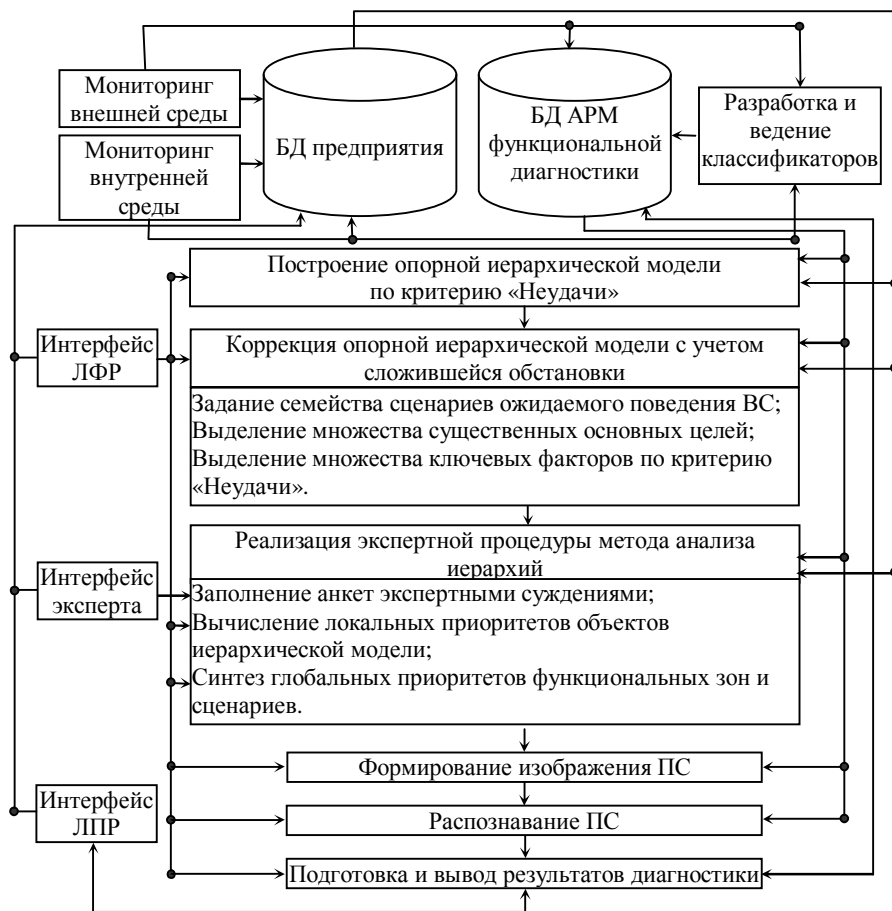 Мониторинг
внешней среды
Мониторинг
внутренней
среды
БД предприятия
БД АРМ
функциональной
диагностики
Разработка и
ведение
классификаторов
Построение опорной иерархической модели
по критерию «Неудачи»
Интерфейс
ЛФР
Коррекция опорной иерархической модели с учетом
сложившейся обстановки
Задание семейства сценариев ожидаемого поведения ВС;
Выделение множества существенных основных целей;
Выделение множества ключевых факторов по критерию
«Неудачи».
Реализация экспертной процедуры метода анализа
иерархий
Интерфейс
эксперта
Заполнение анкет экспертными суждениями;
Вычисление локальных приоритетов объектов
иерархической модели;
Синтез глобальных приоритетов функциональных зон и
сценариев.
Формирование изображения ПС
Интерфейс
ЛПР
Распознавание ПС
Подготовка и вывод результатов диагностики